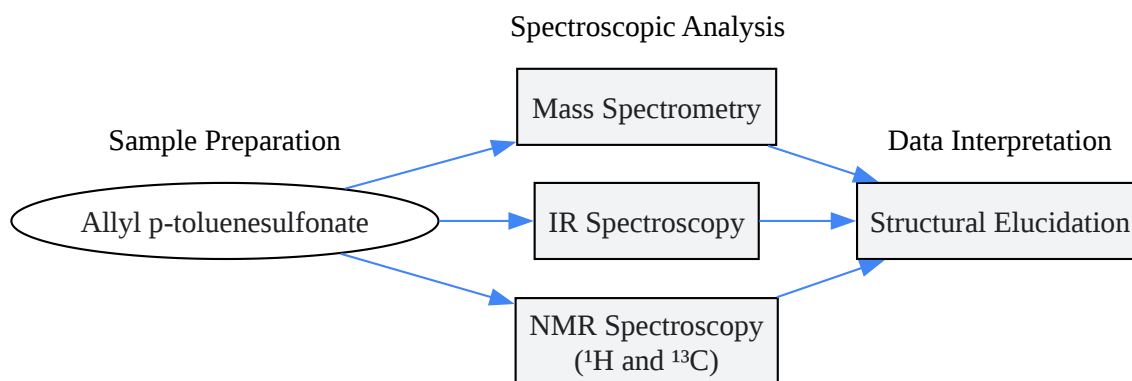 Spectroscopic Analysis
Mass Spectrometry
Sample Preparation
Data Interpretation
Allyl p-toluenesulfonate
IR Spectroscopy
Structural Elucidation
NMR Spectroscopy
(¹H and ¹³C)